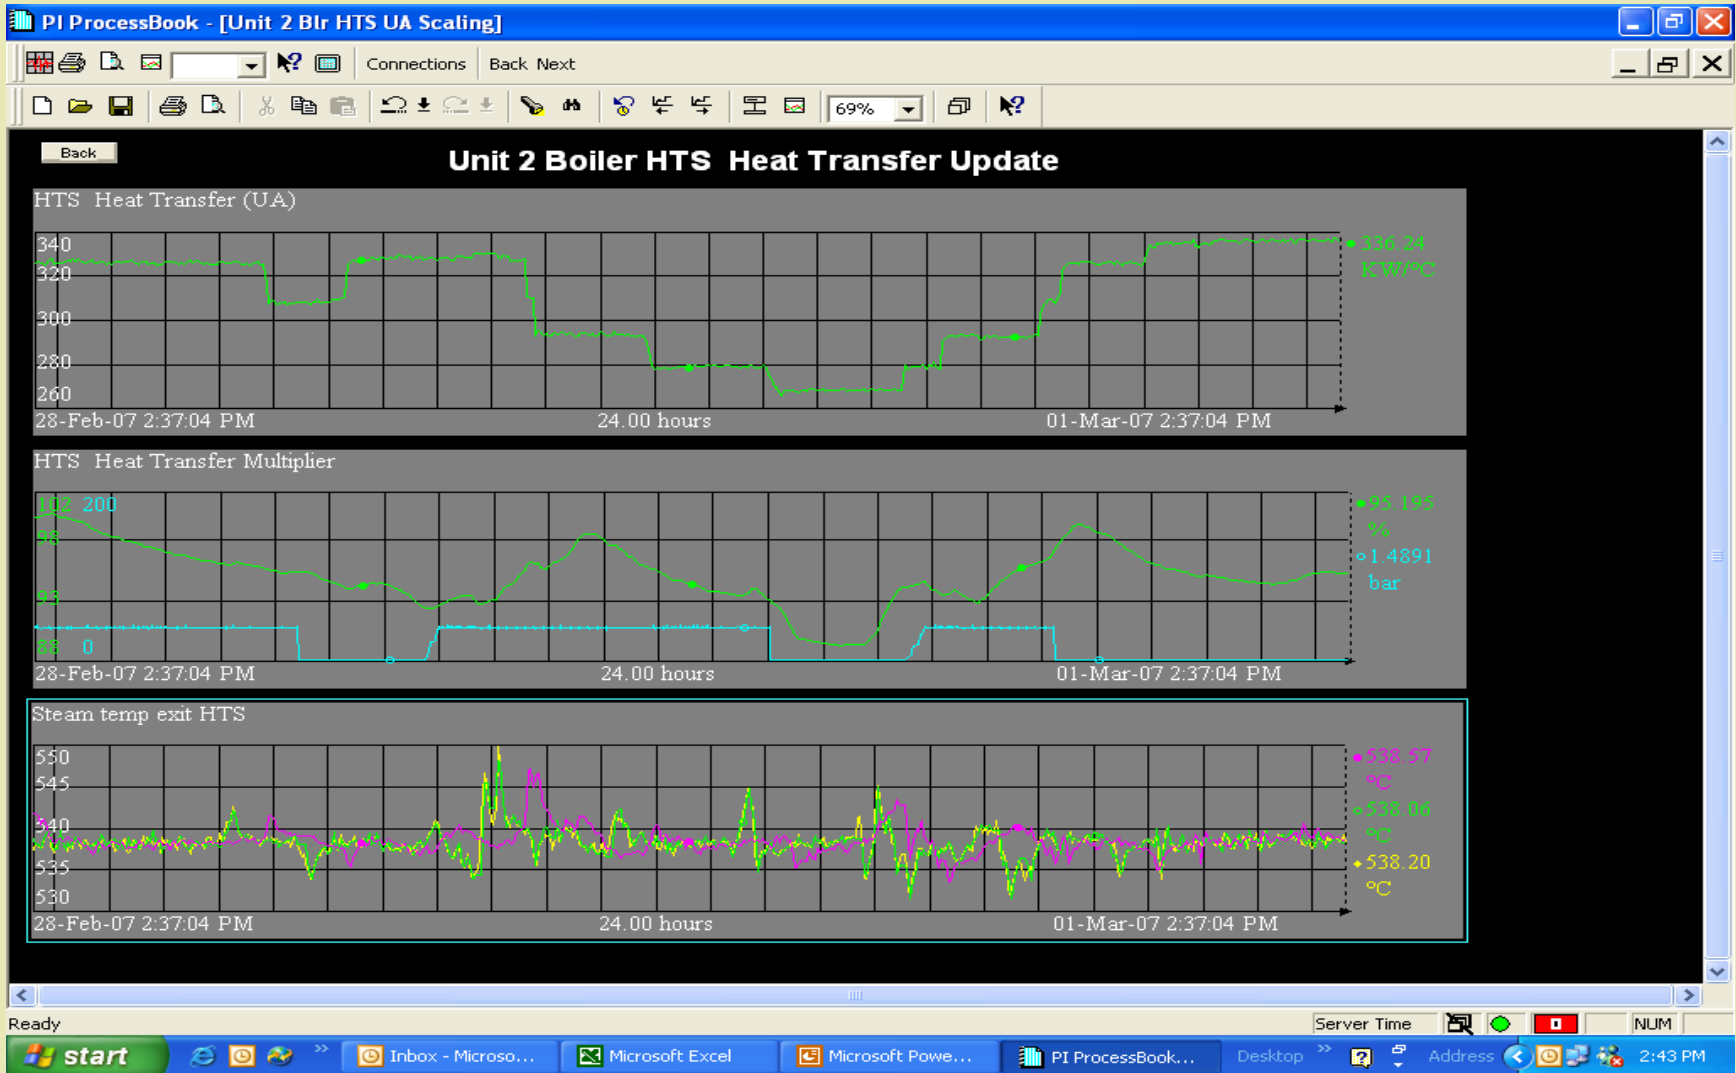 PI ProcessBook - [Unit 2 Blr HTS UA Scaling]
Connections Back Next
69%
Back
Unit 2 Boiler HTS Heat Transfer Update
HTS Heat Transfer (UA)
340
320
300
280
260
336.24
KW/°C
28-Feb-07 2:37:04 PM 24.00 hours 01-Mar-07 2:37:04 PM
HTS Heat Transfer Multiplier
102 200
98
93
88 0
95.195
%
1.4891
bar
28-Feb-07 2:37:04 PM 24.00 hours 01-Mar-07 2:37:04 PM
Steam temp exit HTS
550
545
540
535
530
538.57
°C
538.06
°C
538.20
°C
28-Feb-07 2:37:04 PM 24.00 hours 01-Mar-07 2:37:04 PM
Ready Server Time NUM
start Inbox - Microso... Microsoft Excel Microsoft Powe... PI ProcessBook... Desktop Address 2:43 PM